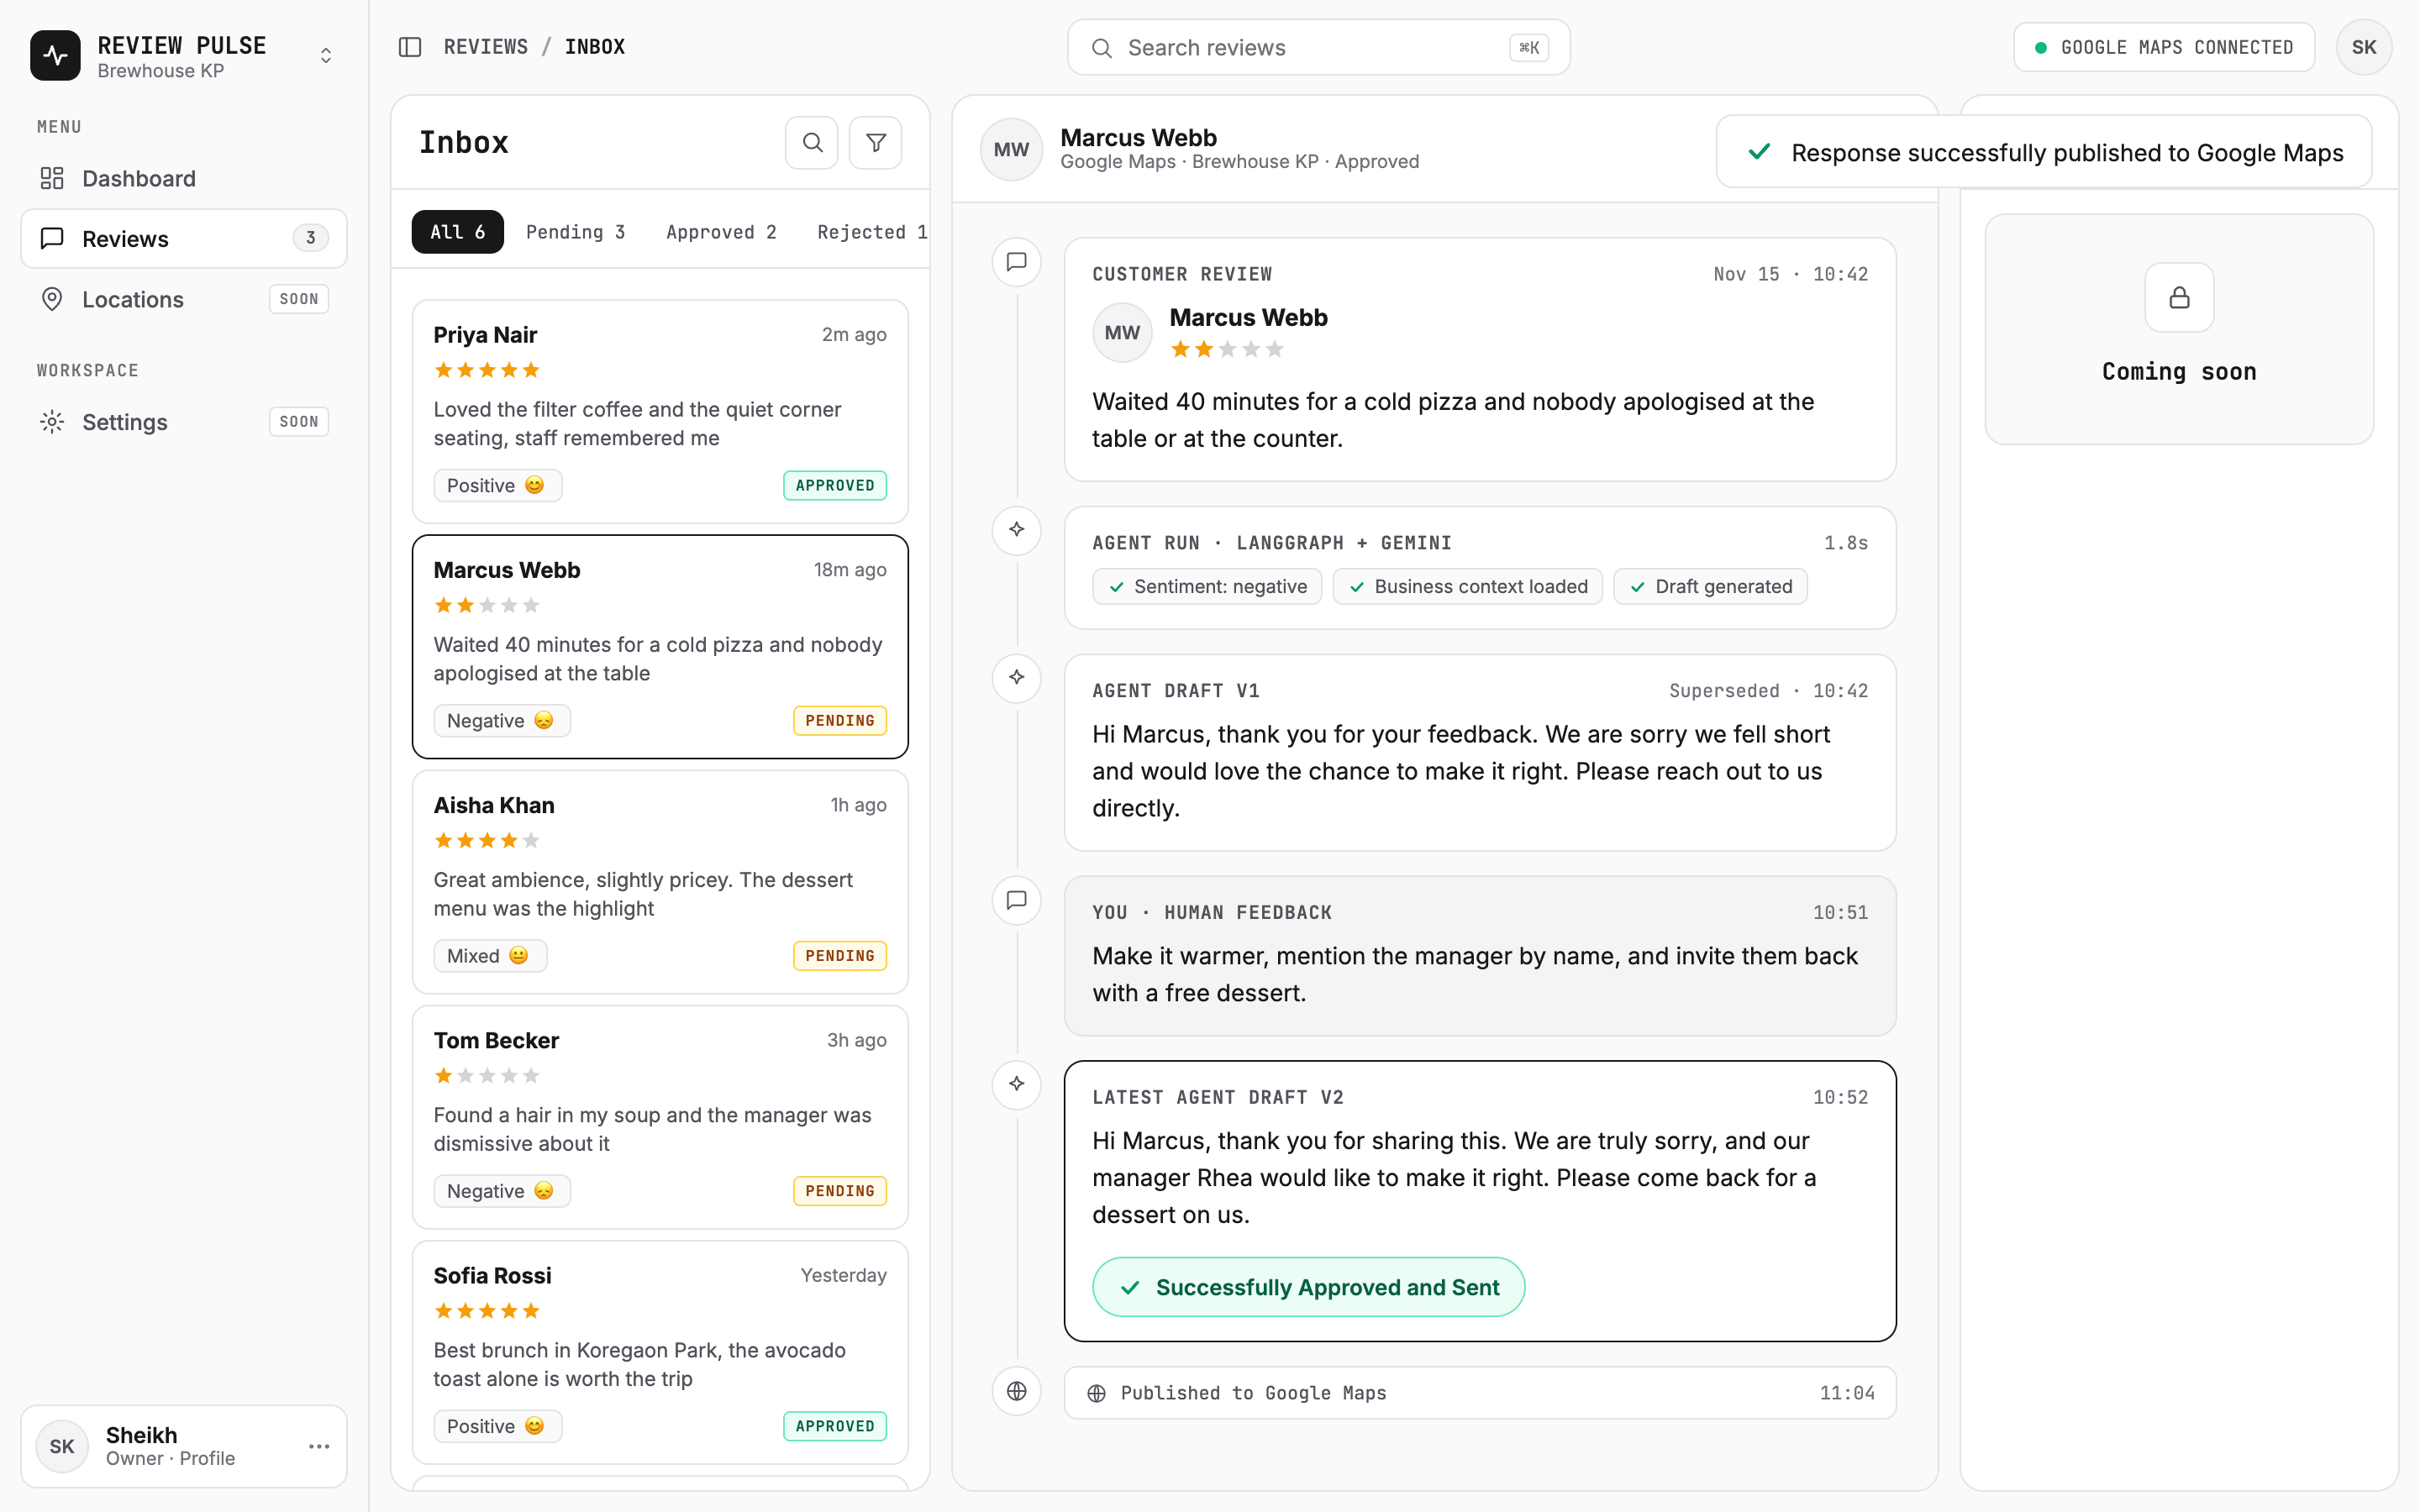 REVIEW PULSE
Brewhouse KP
MENU
Dashboard
Reviews 3
Locations SOON
WORKSPACE
Settings SOON
SK
Sheikh
Owner · Profile
REVIEWS / INBOX
Search reviews ⌘K
GOOGLE MAPS CONNECTED
SK
Inbox
All 6 Pending 3 Approved 2 Rejected 1
Priya Nair 2m ago
Loved the filter coffee and the quiet corner
seating, staff remembered me
Positive 😊 APPROVED
Marcus Webb 18m ago
Waited 40 minutes for a cold pizza and nobody
apologised at the table
Negative 😞 PENDING
Aisha Khan 1h ago
Great ambience, slightly pricey. The dessert
menu was the highlight
Mixed 😐 PENDING
Tom Becker 3h ago
Found a hair in my soup and the manager was
dismissive about it
Negative 😞 PENDING
Sofia Rossi Yesterday
Best brunch in Koregaon Park, the avocado
toast alone is worth the trip
Positive 😊 APPROVED
MW
Marcus Webb
Google Maps · Brewhouse KP · Approved
Response successfully published to Google Maps
CUSTOMER REVIEW Nov 15 · 10:42
MW
Marcus Webb
Waited 40 minutes for a cold pizza and nobody apologised at the
table or at the counter.
AGENT RUN · LANGGRAPH + GEMINI 1.8s
Sentiment: negative Business context loaded Draft generated
AGENT DRAFT V1 Superseded · 10:42
Hi Marcus, thank you for your feedback. We are sorry we fell short
and would love the chance to make it right. Please reach out to us
directly.
YOU · HUMAN FEEDBACK 10:51
Make it warmer, mention the manager by name, and invite them back
with a free dessert.
LATEST AGENT DRAFT V2 10:52
Hi Marcus, thank you for sharing this. We are truly sorry, and our
manager Rhea would like to make it right. Please come back for a
dessert on us.
Successfully Approved and Sent
Published to Google Maps 11:04
Coming soon